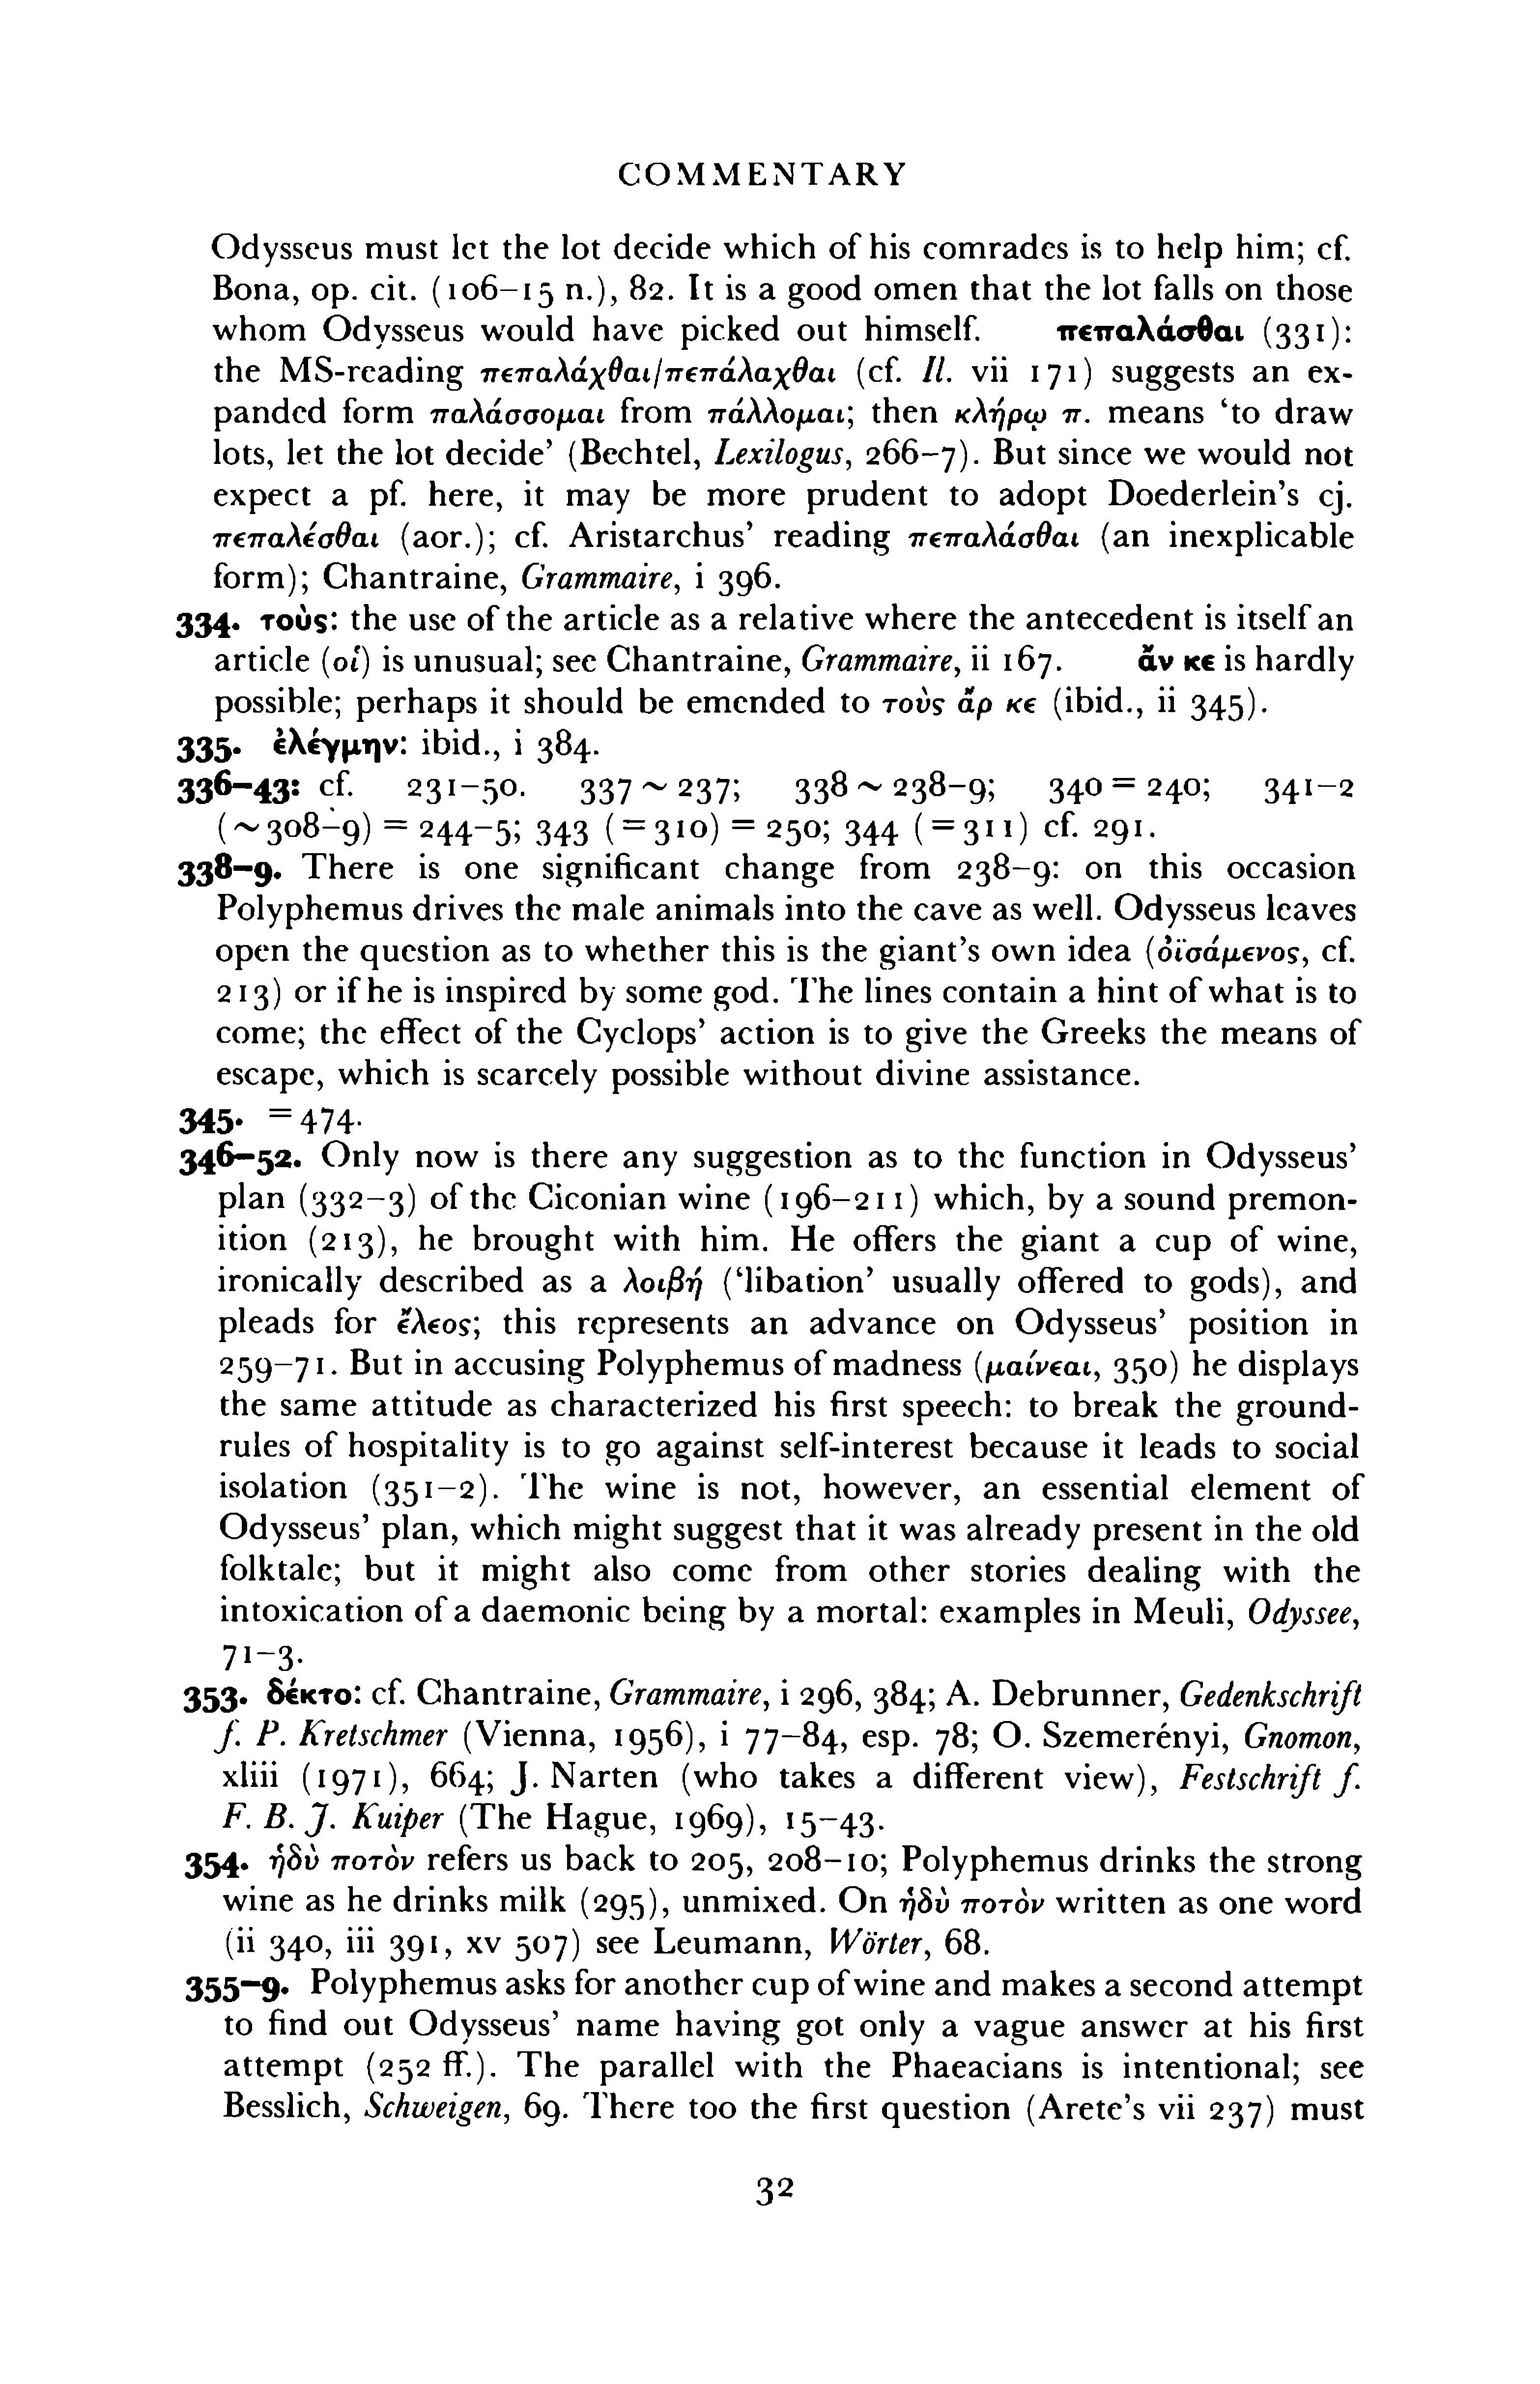 COMMENTARY
Odysseus must let the lot decide which of his comrades is to help him; cf.
Bona, op. cit. (106–15 n.), 82. It is a good omen that the lot falls on those
whom Odysseus would have picked out himself. πεπαλάσθαι (331):
the MS-reading πεπαλάχθαι/πεπάλαχθαι (cf. Il. vii 171) suggests an ex-
panded form παλάσσομαι from πάλλομαι; then κλήρῳ π. means ‘to draw
lots, let the lot decide’ (Bechtel, Lexilogus, 266–7). But since we would not
expect a pf. here, it may be more prudent to adopt Doederlein’s cj.
πεπαλέσθαι (aor.); cf. Aristarchus’ reading πεπαλάσθαι (an inexplicable
form); Chantraine, Grammaire, i 396.
334. τούς: the use of the article as a relative where the antecedent is itself an
article (οἱ) is unusual; see Chantraine, Grammaire, ii 167. ἄν κε is hardly
possible; perhaps it should be emended to τοὺς ἄρ κε (ibid., ii 345).
335. ἐλέγμην: ibid., i 384.
336–43: cf. 231–50. 337 ~ 237; 338 ~ 238–9; 340 = 240; 341–2
(~ 308–9) = 244–5; 343 (= 310) = 250; 344 (= 311) cf. 291.
338–9. There is one significant change from 238–9: on this occasion
Polyphemus drives the male animals into the cave as well. Odysseus leaves
open the question as to whether this is the giant’s own idea (ὀϊσάμενος, cf.
213) or if he is inspired by some god. The lines contain a hint of what is to
come; the effect of the Cyclops’ action is to give the Greeks the means of
escape, which is scarcely possible without divine assistance.
345. = 474.
346–52. Only now is there any suggestion as to the function in Odysseus’
plan (332–3) of the Ciconian wine (196–211) which, by a sound premon-
ition (213), he brought with him. He offers the giant a cup of wine,
ironically described as a λοιβή (‘libation’ usually offered to gods), and
pleads for ἔλεος; this represents an advance on Odysseus’ position in
259–71. But in accusing Polyphemus of madness (μαίνεαι, 350) he displays
the same attitude as characterized his first speech: to break the ground-
rules of hospitality is to go against self-interest because it leads to social
isolation (351–2). The wine is not, however, an essential element of
Odysseus’ plan, which might suggest that it was already present in the old
folktale; but it might also come from other stories dealing with the
intoxication of a daemonic being by a mortal: examples in Meuli, Odyssee,
71–3.
353. δέκτο: cf. Chantraine, Grammaire, i 296, 384; A. Debrunner, Gedenkschrift
f. P. Kretschmer (Vienna, 1956), i 77–84, esp. 78; O. Szemerényi, Gnomon,
xliii (1971), 664; J. Narten (who takes a different view), Festschrift f.
F. B. J. Kuiper (The Hague, 1969), 15–43.
354. ἡδὺ ποτόν refers us back to 205, 208–10; Polyphemus drinks the strong
wine as he drinks milk (295), unmixed. On ἡδὺ ποτόν written as one word
(ii 340, iii 391, xv 507) see Leumann, Wörter, 68.
355–9. Polyphemus asks for another cup of wine and makes a second attempt
to find out Odysseus’ name having got only a vague answer at his first
attempt (252 ff.). The parallel with the Phaeacians is intentional; see
Besslich, Schweigen, 69. There too the first question (Arete’s vii 237) must
32